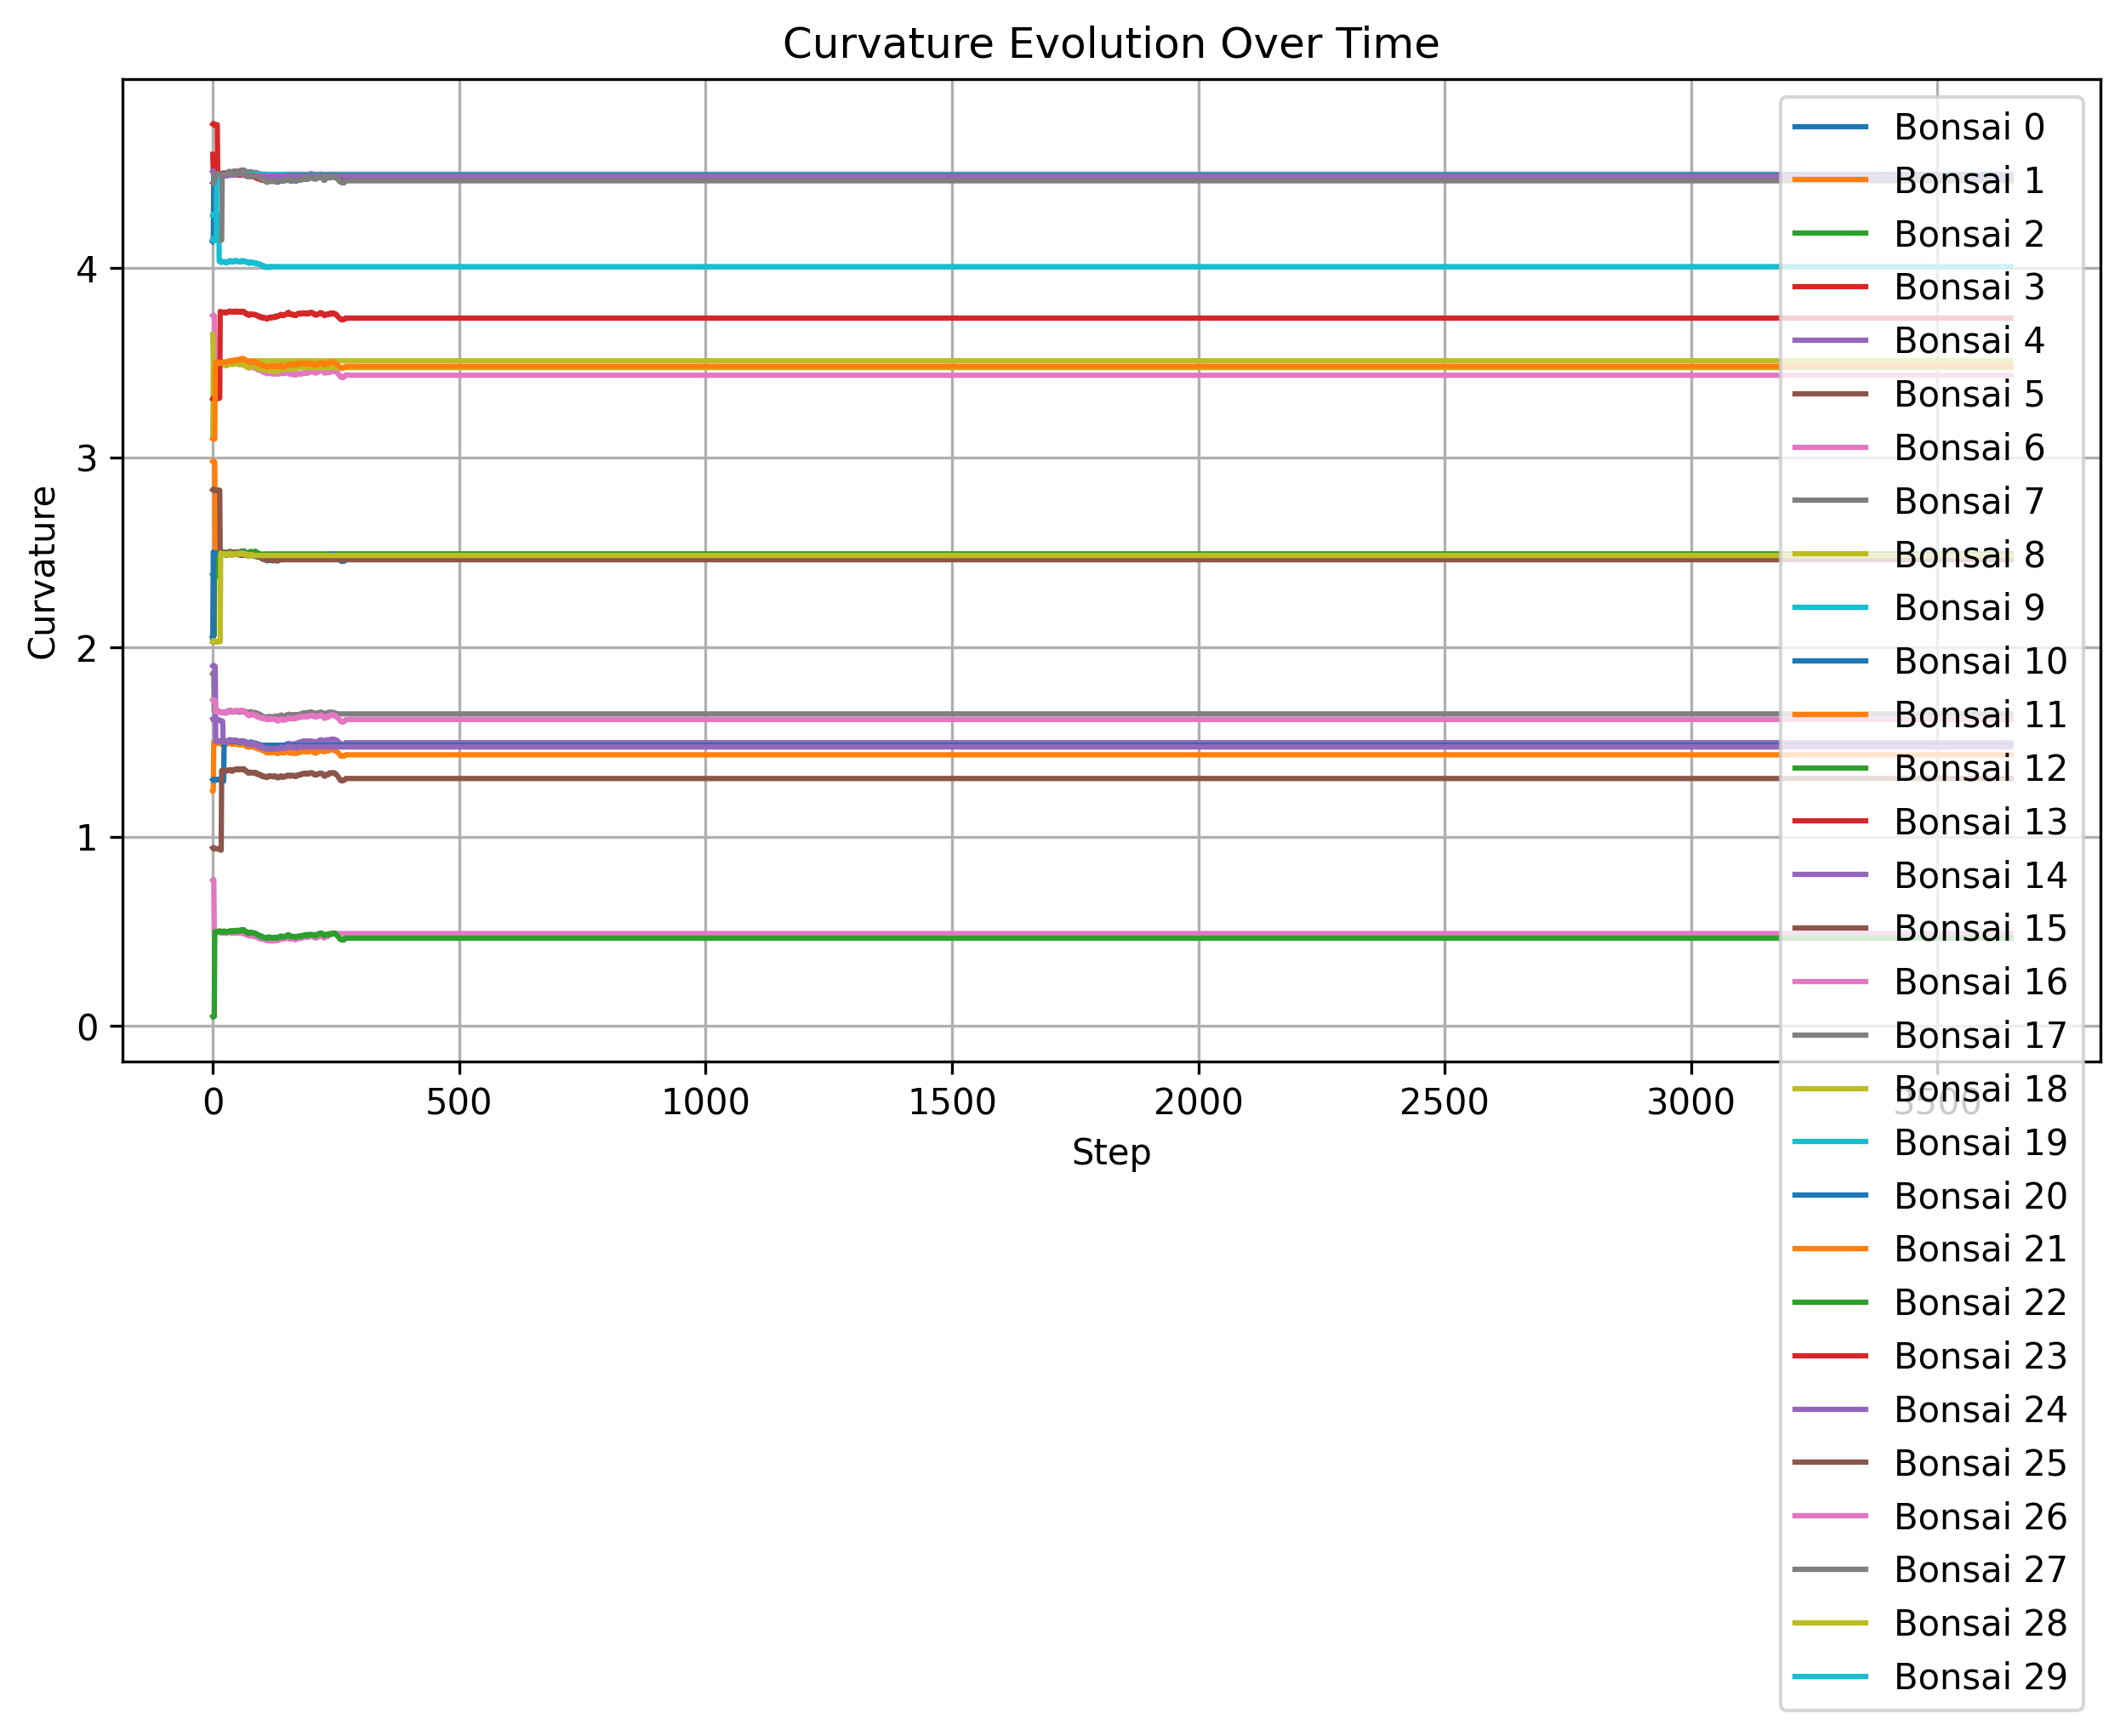 Curvature Evolution Over Time
Curvature
4
3
2
1
0
0 500 1000 1500 2000 2500 3000 3500
Step
Bonsai 0
Bonsai 1
Bonsai 2
Bonsai 3
Bonsai 4
Bonsai 5
Bonsai 6
Bonsai 7
Bonsai 8
Bonsai 9
Bonsai 10
Bonsai 11
Bonsai 12
Bonsai 13
Bonsai 14
Bonsai 15
Bonsai 16
Bonsai 17
Bonsai 18
Bonsai 19
Bonsai 20
Bonsai 21
Bonsai 22
Bonsai 23
Bonsai 24
Bonsai 25
Bonsai 26
Bonsai 27
Bonsai 28
Bonsai 29